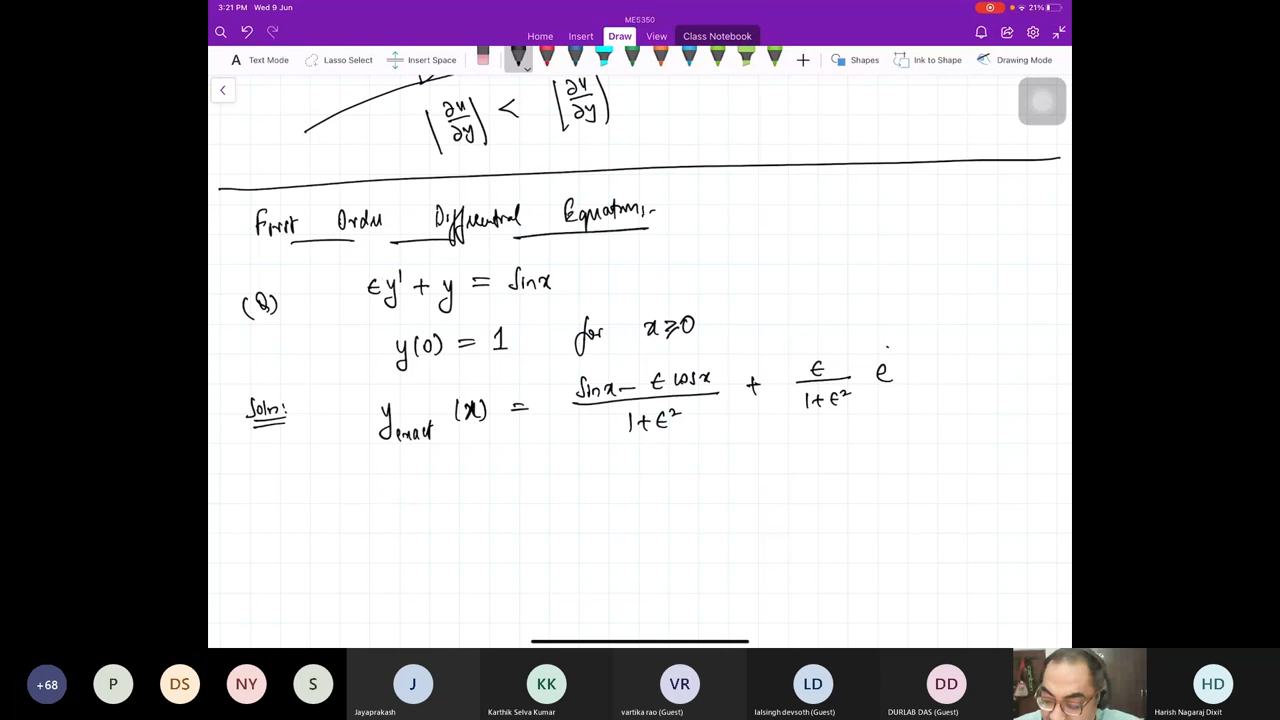 3:21 PM Wed 9 Jun
21%
ME5350
Home Insert Draw View Class Notebook
Text Mode Lasso Select Insert Space Shapes Ink to Shape Drawing Mode
|∂u/∂y| < |∂u/∂y|
First Order Differential Equations:-
(Q) ϵy' + y = sinx
y(0) = 1 for x ≥ 0
Soln: y_exact (x) = (sinx - ϵ cosx)/(1+ϵ²) + ϵ/(1+ϵ²) e
+68 P DS NY S J KK VR LD DD HD
Jayaprakash Karthik Selva Kumar vartika rao (Guest) lalsingh devsoth (Guest) DURLAB DAS (Guest) Harish Nagaraj Dixit